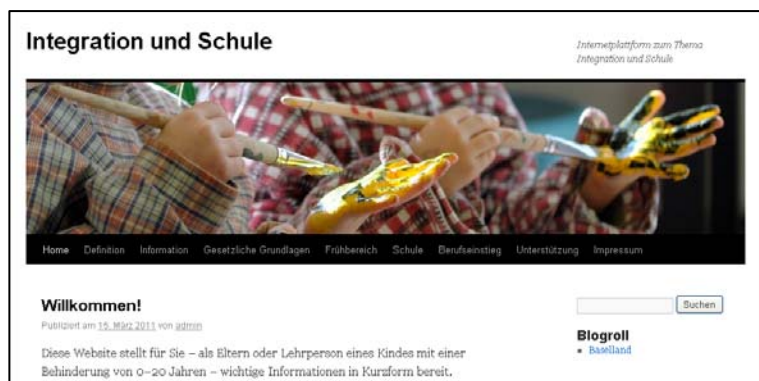 Integration und Schule
Internetplattform zum Thema
Integration und Schule
Home Definition Information Gesetzliche Grundlagen Frühbereich Schule Berufseinstieg Unterstützung Impressum
Willkommen!
Publiziert am 15. März 2011 von admin
Diese Website stellt für Sie – als Eltern oder Lehrperson eines Kindes mit einer
Behinderung von 0–20 Jahren – wichtige Informationen in Kurzform bereit.
Suchen
Blogroll
Baselland